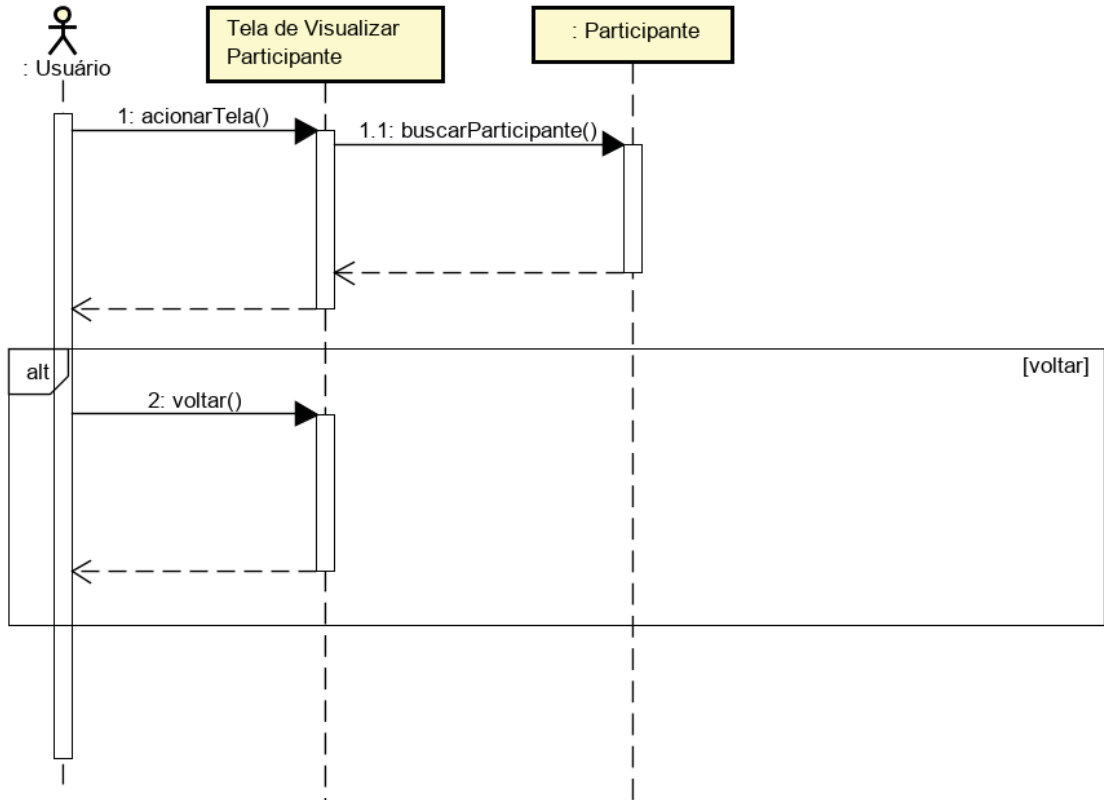 : Usuário
Tela de Visualizar
Participante
: Participante
1: acionarTela()
1.1: buscarParticipante()
alt
[voltar]
2: voltar()